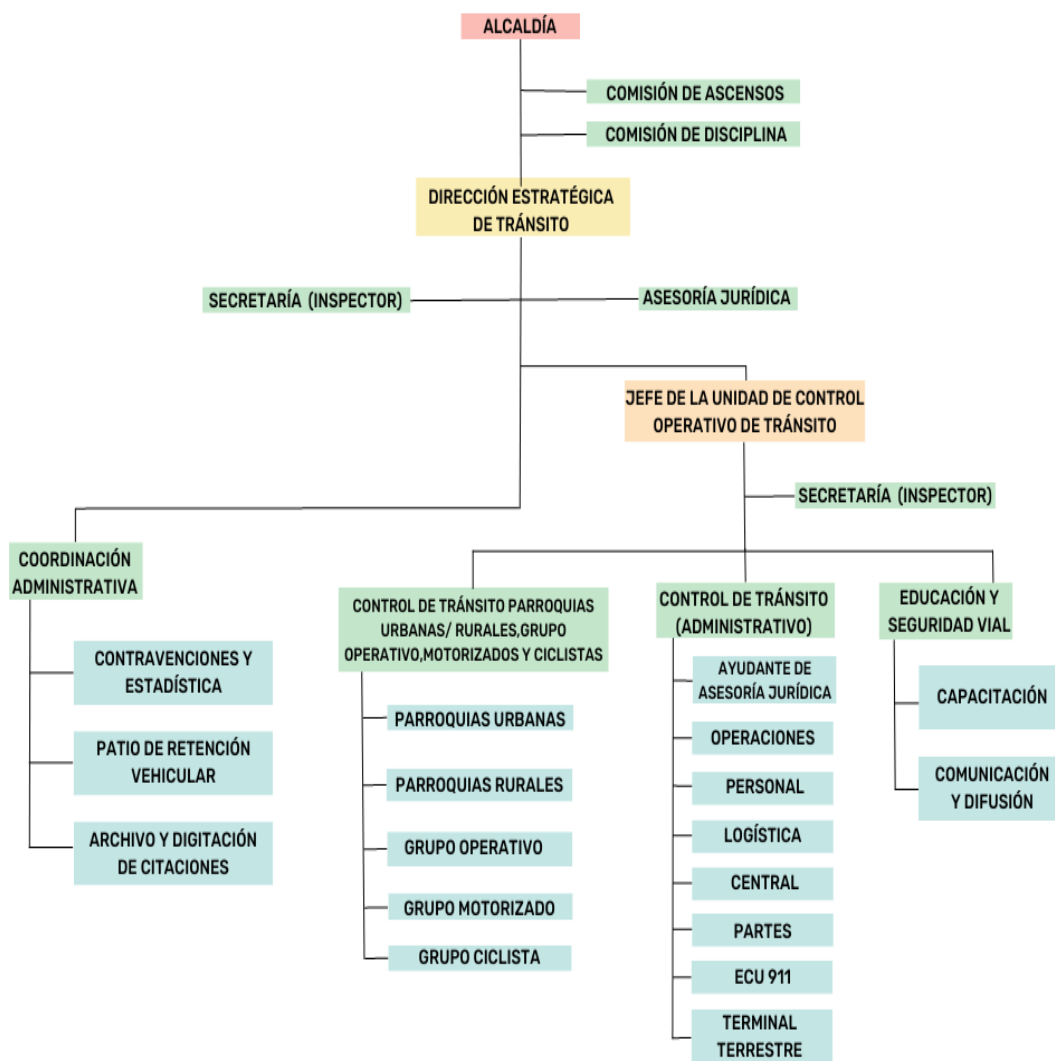 ALCALDÍA
COMISIÓN DE ASCENSOS
COMISIÓN DE DISCIPLINA
DIRECCIÓN ESTRATÉGICA
DE TRÁNSITO
SECRETARÍA (INSPECTOR)
ASESORÍA JURÍDICA
JEFE DE LA UNIDAD DE CONTROL
OPERATIVO DE TRÁNSITO
SECRETARÍA (INSPECTOR)
COORDINACIÓN
ADMINISTRATIVA
CONTRAVENCIONES Y
ESTADÍSTICA
PATIO DE RETENCIÓN
VEHICULAR
ARCHIVO Y DIGITACIÓN
DE CITACIONES
CONTROL DE TRÁNSITO PARROQUIAS
URBANAS/ RURALES,GRUPO
OPERATIVO,MOTORIZADOS Y CICLISTAS
PARROQUIAS URBANAS
PARROQUIAS RURALES
GRUPO OPERATIVO
GRUPO MOTORIZADO
GRUPO CICLISTA
CONTROL DE TRÁNSITO
(ADMINISTRATIVO)
AYUDANTE DE
ASESORÍA JURÍDICA
OPERACIONES
PERSONAL
LOGÍSTICA
CENTRAL
PARTES
ECU 911
TERMINAL
TERRESTRE
EDUCACIÓN Y
SEGURIDAD VIAL
CAPACITACIÓN
COMUNICACIÓN
Y DIFUSIÓN